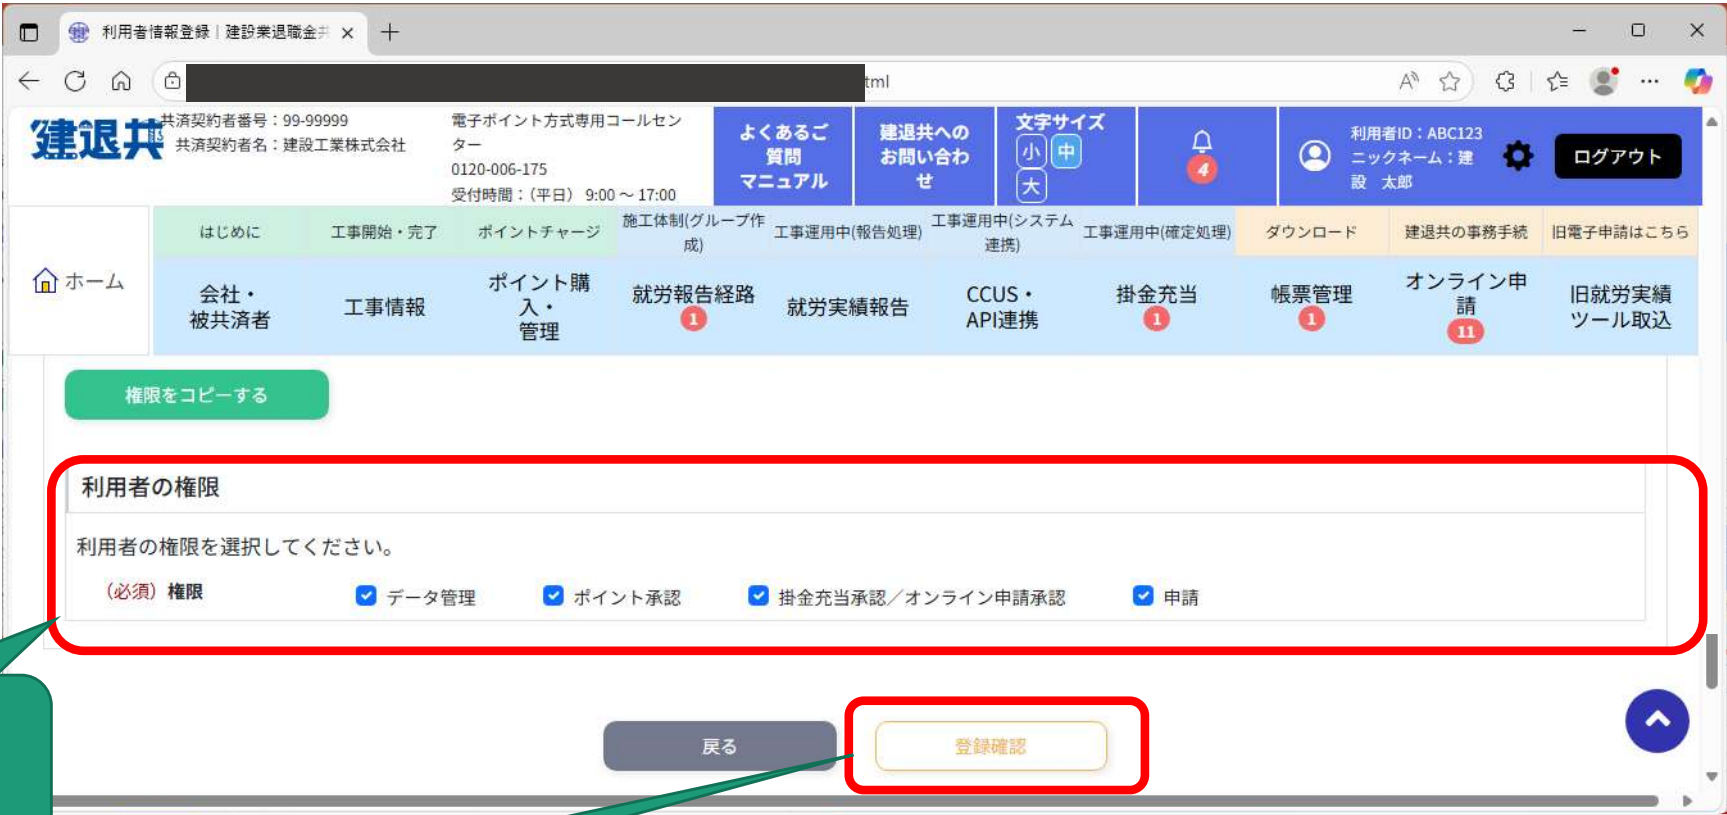 利用者情報登録｜建設業退職金共
tml
建退共
共済契約者番号：99-99999
共済契約者名：建設工業株式会社
電子ポイント方式専用コールセン
ター
0120-006-175
受付時間：（平日） 9:00～17:00
よくあるご
質問
マニュアル
建退共への
お問い合わ
せ
文字サイズ
小 中
大
4
利用者ID：ABC123
ニックネーム：建
設 太郎
ログアウト
ホーム
はじめに
工事開始・完了
ポイントチャージ
施工体制(グループ作
成)
工事運用中(報告処理)
工事運用中(システム
連携)
工事運用中(確定処理)
ダウンロード
建退共の事務手続
旧電子申請はこちら
会社・
被共済者
工事情報
ポイント購
入・
管理
就労報告経路
1
就労実績報告
CCUS・
API連携
掛金充当
1
帳票管理
1
オンライン申
請
11
旧就労実績
ツール取込
権限をコピーする
利用者の権限
利用者の権限を選択してください。
（必須）権限 データ管理 ポイント承認 掛金充当承認／オンライン申請承認 申請
戻る 登録確認